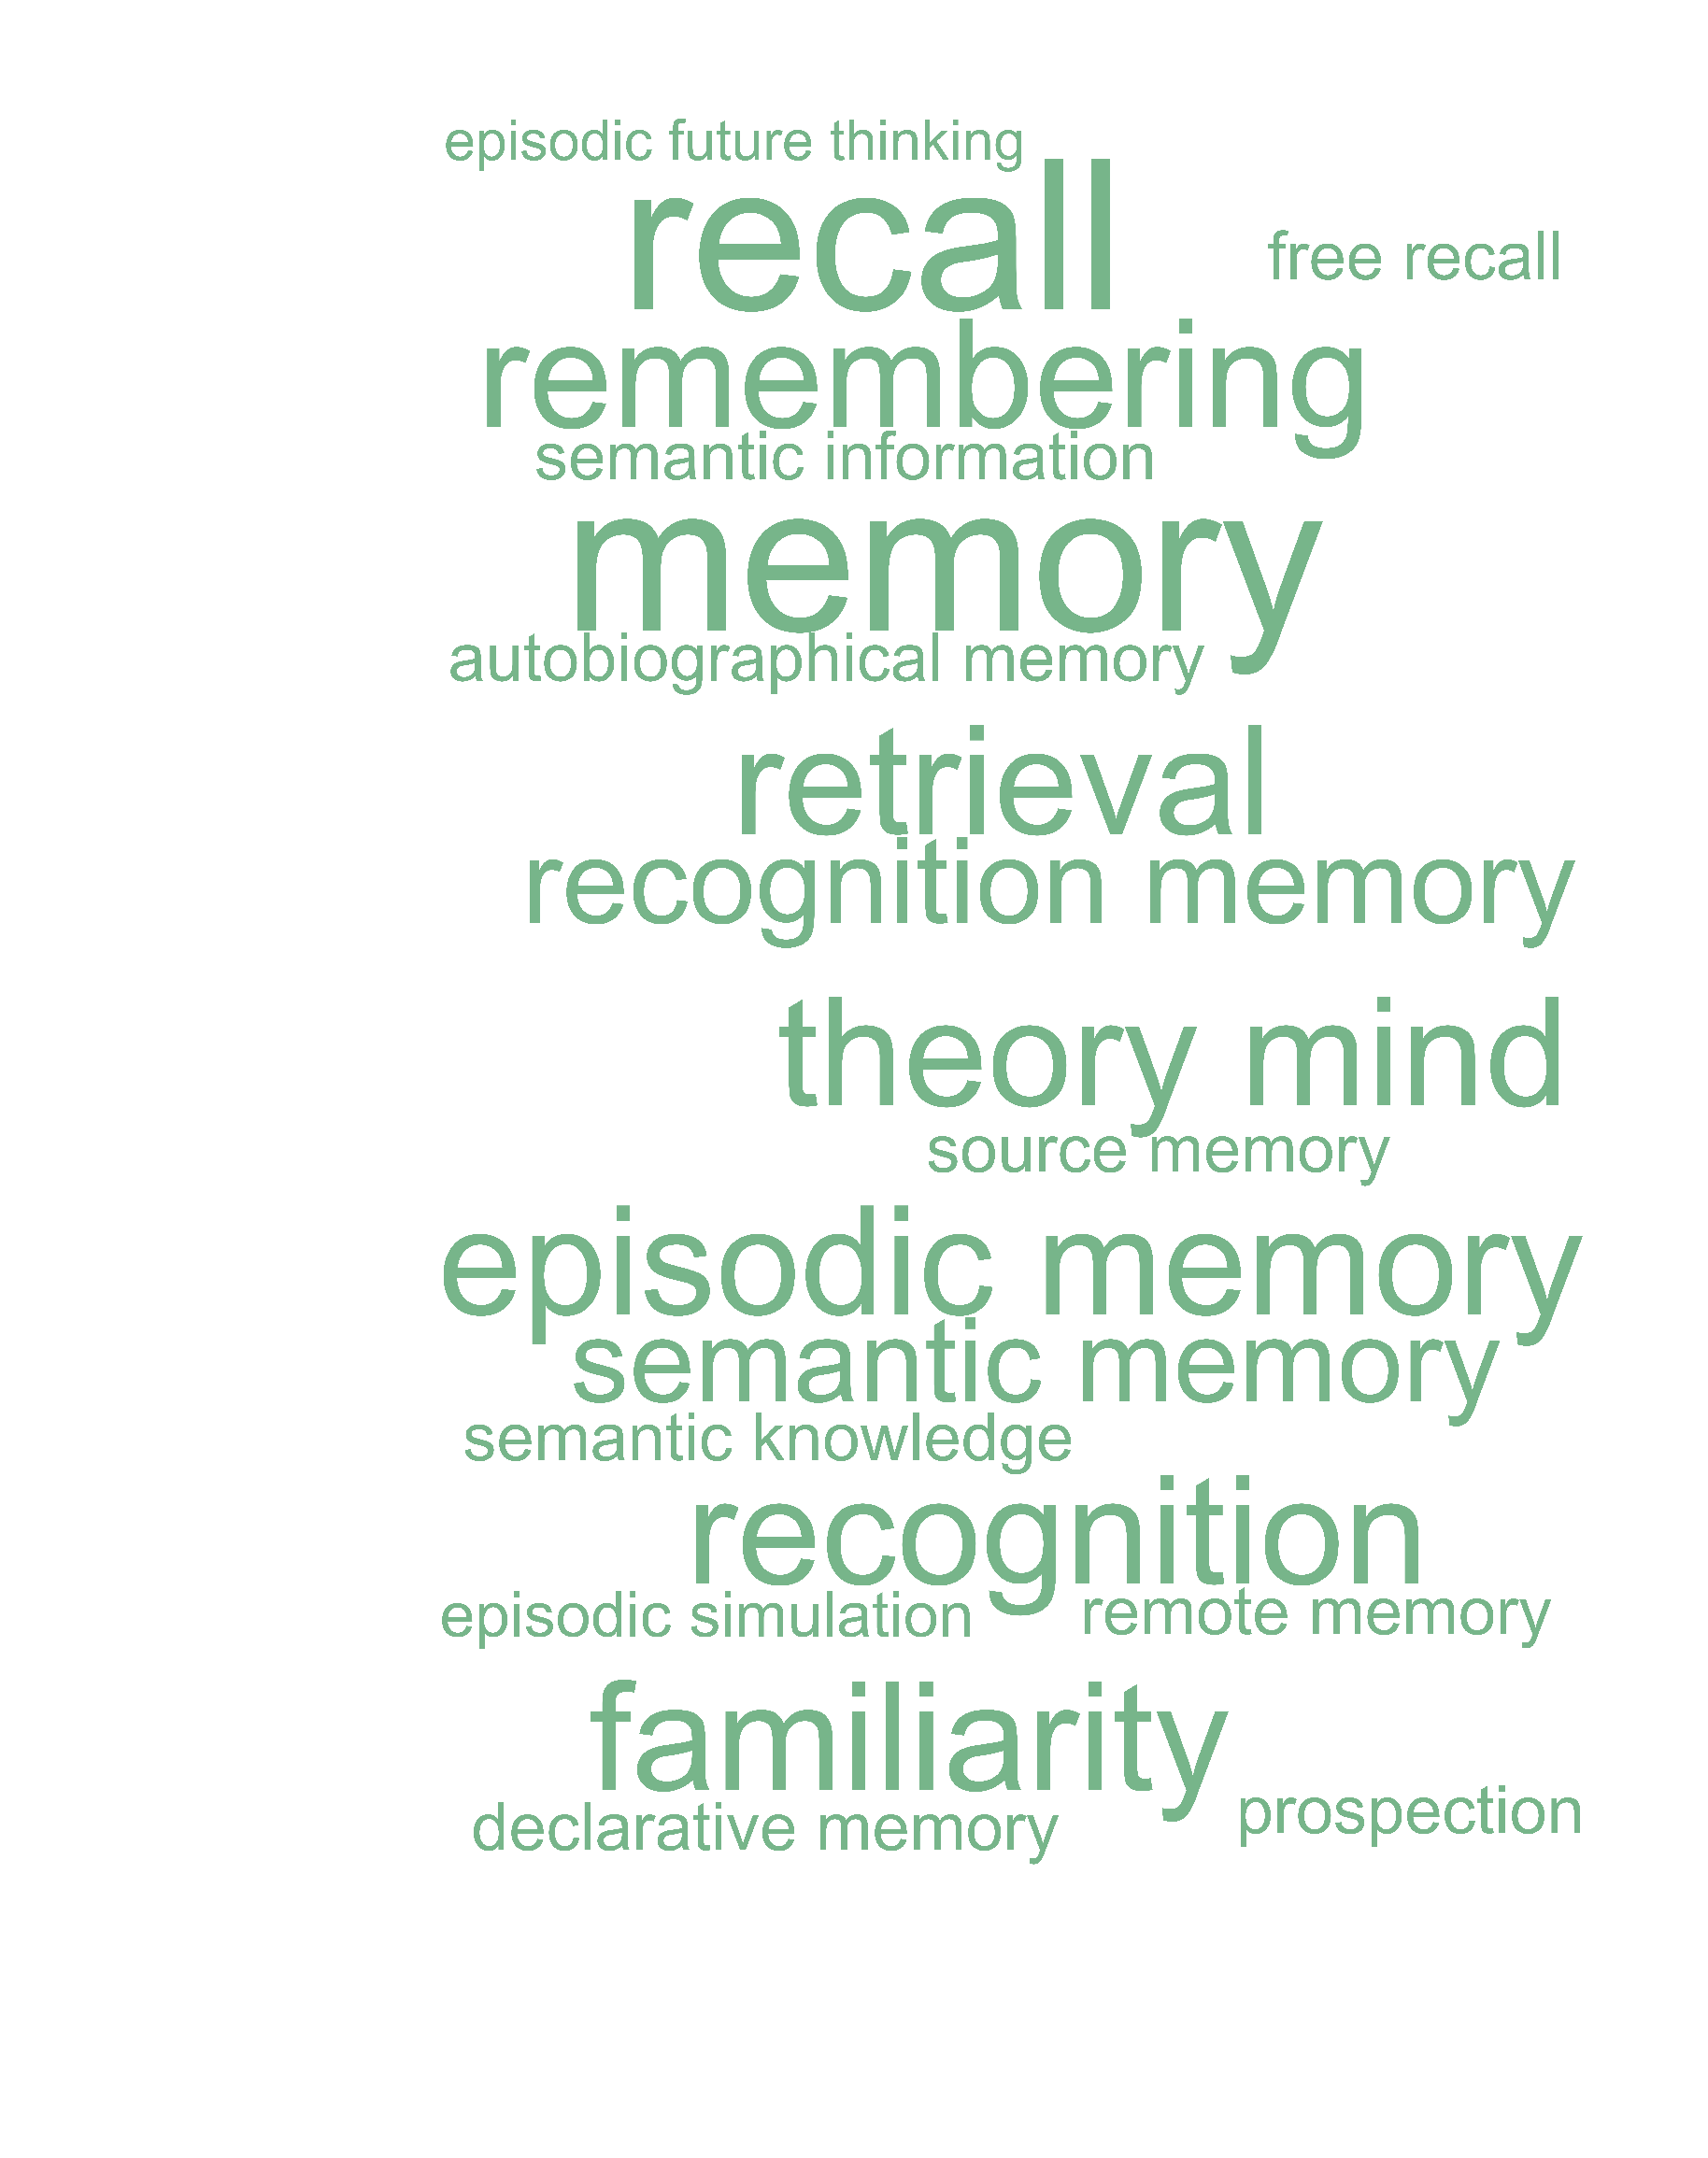 episodic future thinking
recall
free recall
remembering
semantic information
memory
autobiographical memory
retrieval
recognition memory
theory mind
source memory
episodic memory
semantic memory
semantic knowledge
recognition
episodic simulation
remote memory
familiarity
prospection
declarative memory